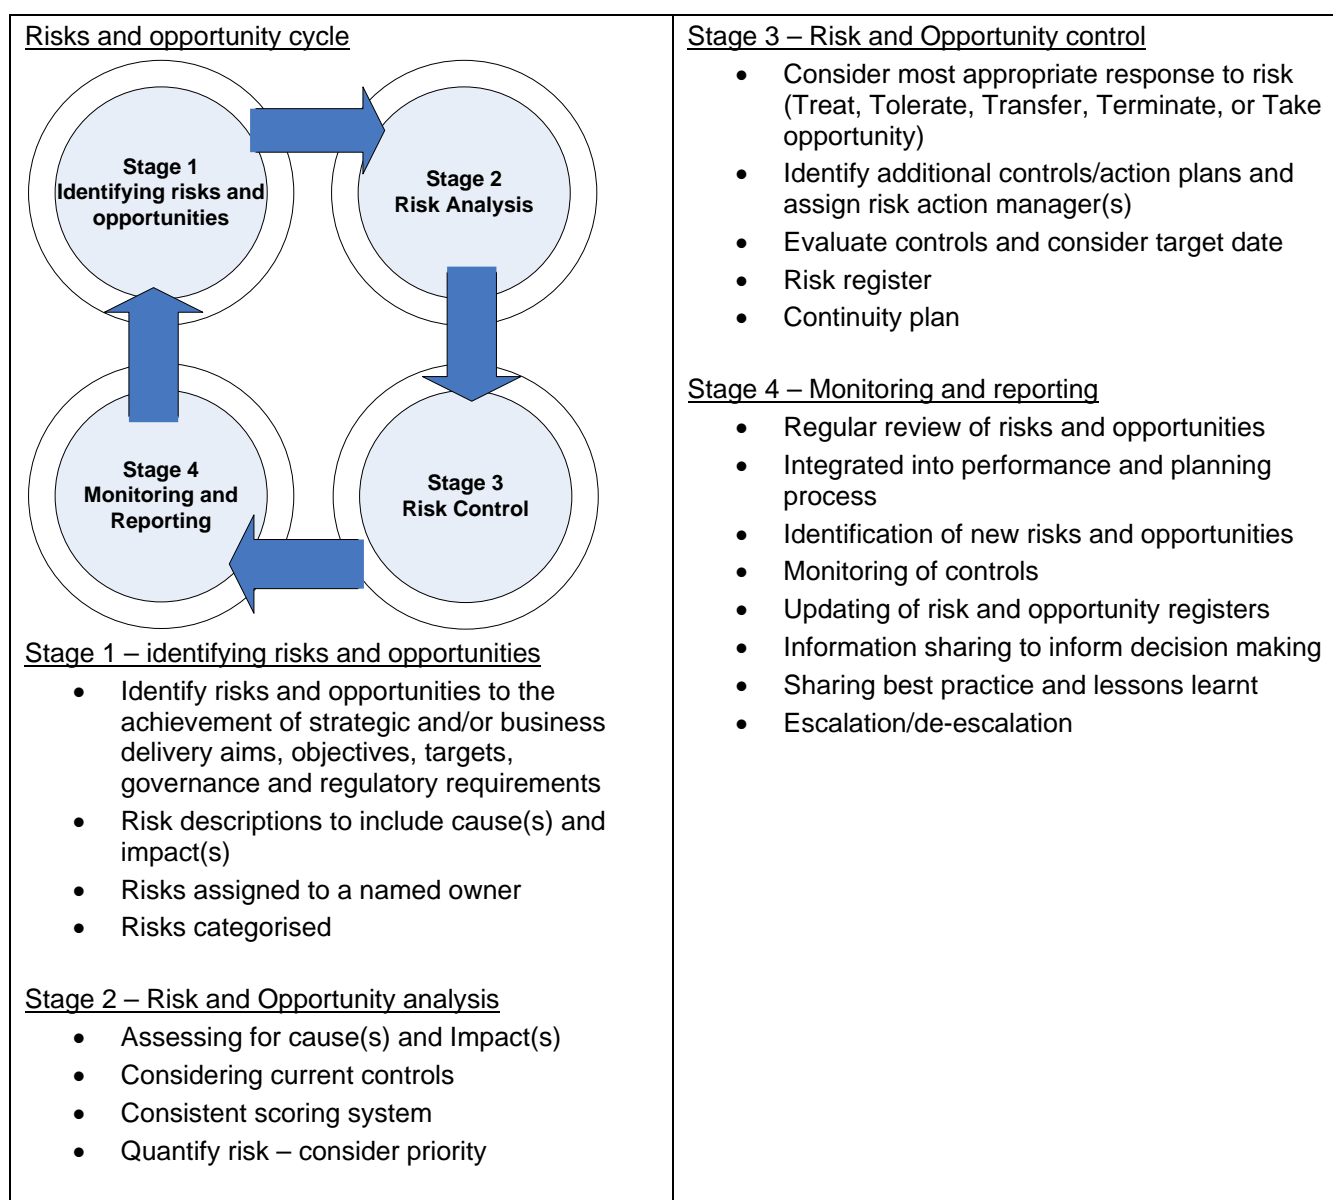 Risks and opportunity cycle
Stage 1
Identifying risks and
opportunities
Stage 2
Risk Analysis
Stage 4
Monitoring and
Reporting
Stage 3
Risk Control
Stage 1 – identifying risks and opportunities
• Identify risks and opportunities to the
achievement of strategic and/or business
delivery aims, objectives, targets,
governance and regulatory requirements
• Risk descriptions to include cause(s) and
impact(s)
• Risks assigned to a named owner
• Risks categorised
Stage 2 – Risk and Opportunity analysis
• Assessing for cause(s) and Impact(s)
• Considering current controls
• Consistent scoring system
• Quantify risk – consider priority
Stage 3 – Risk and Opportunity control
• Consider most appropriate response to risk
(Treat, Tolerate, Transfer, Terminate, or Take
opportunity)
• Identify additional controls/action plans and
assign risk action manager(s)
• Evaluate controls and consider target date
• Risk register
• Continuity plan
Stage 4 – Monitoring and reporting
• Regular review of risks and opportunities
• Integrated into performance and planning
process
• Identification of new risks and opportunities
• Monitoring of controls
• Updating of risk and opportunity registers
• Information sharing to inform decision making
• Sharing best practice and lessons learnt
• Escalation/de-escalation